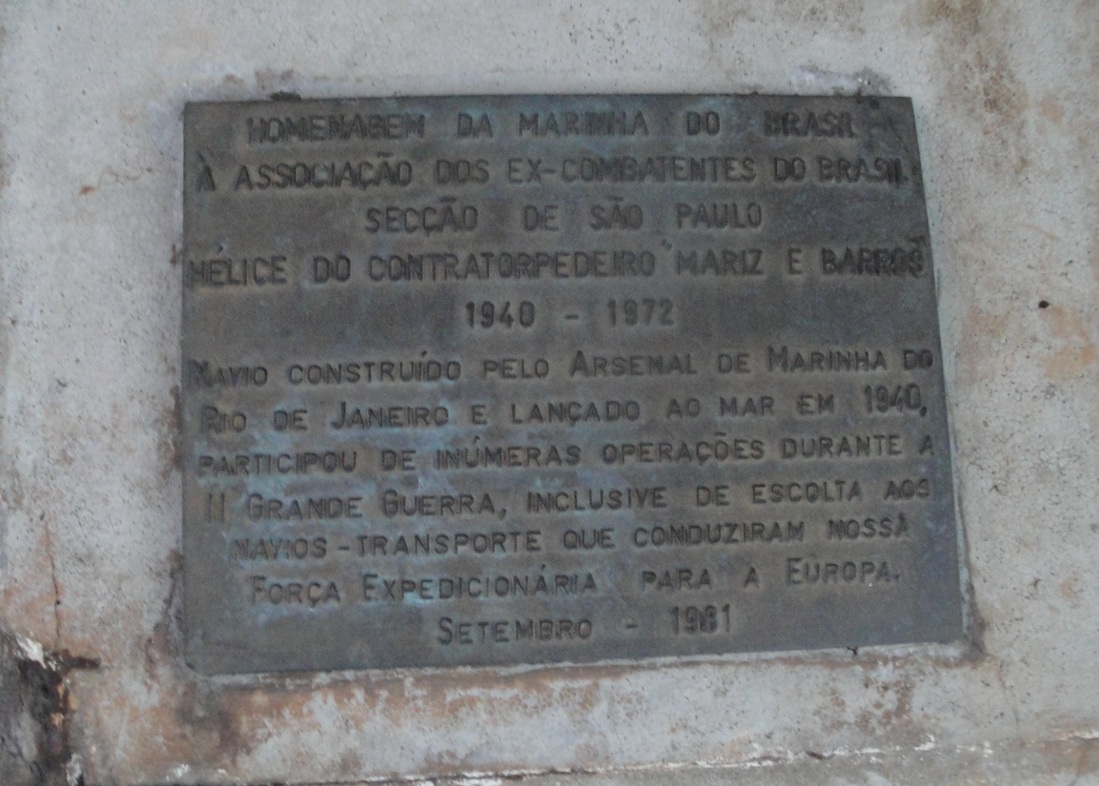 HOMENAGEM DA MARINHA DO BRASIL
À ASSOCIAÇÃO DOS EX-COMBATENTES DO BRASIL
SECÇÃO DE SÃO PAULO
HÉLICE DO CONTRATORPEDEIRO "MARIZ E BARROS"
1940 - 1972
NAVIO CONSTRUÍDO PELO ARSENAL DE MARINHA DO
RIO DE JANEIRO E LANÇADO AO MAR EM 1940,
PARTICIPOU DE INÚMERAS OPERAÇÕES DURANTE A
II GRANDE GUERRA, INCLUSIVE DE ESCOLTA AOS
NAVIOS-TRANSPORTE QUE CONDUZIRAM NOSSA
FORÇA EXPEDICIONÁRIA PARA A EUROPA.
SETEMBRO - 1981